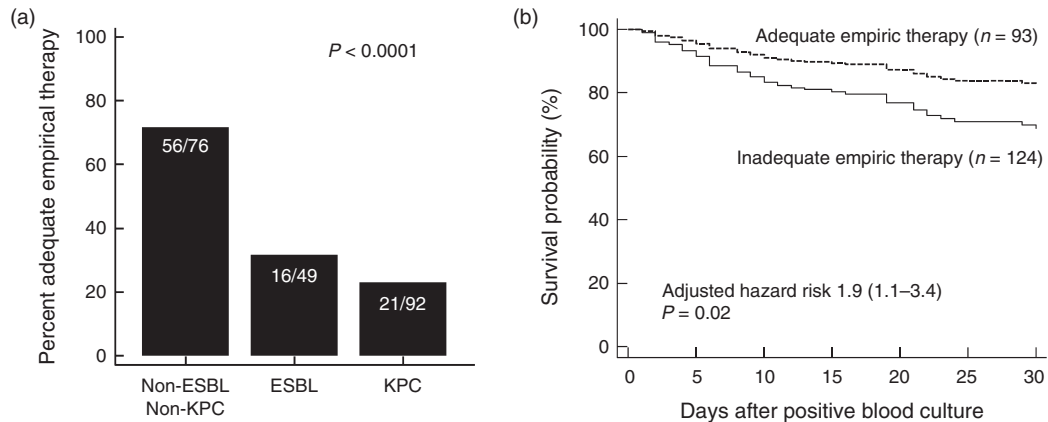 (a)
100
80
60
40
20
0
Percent adequate empirical therapy
P < 0.0001
56/76
16/49
21/92
Non-ESBL
Non-KPC
ESBL
KPC
(b)
100
80
60
40
80
0
Survival probability (%)
Adequate empiric therapy (n = 93)
Inadequate empiric therapy (n = 124)
Adjusted hazard risk 1.9 (1.1–3.4)
P = 0.02
0 5 10 15 20 25 30
Days after positive blood culture